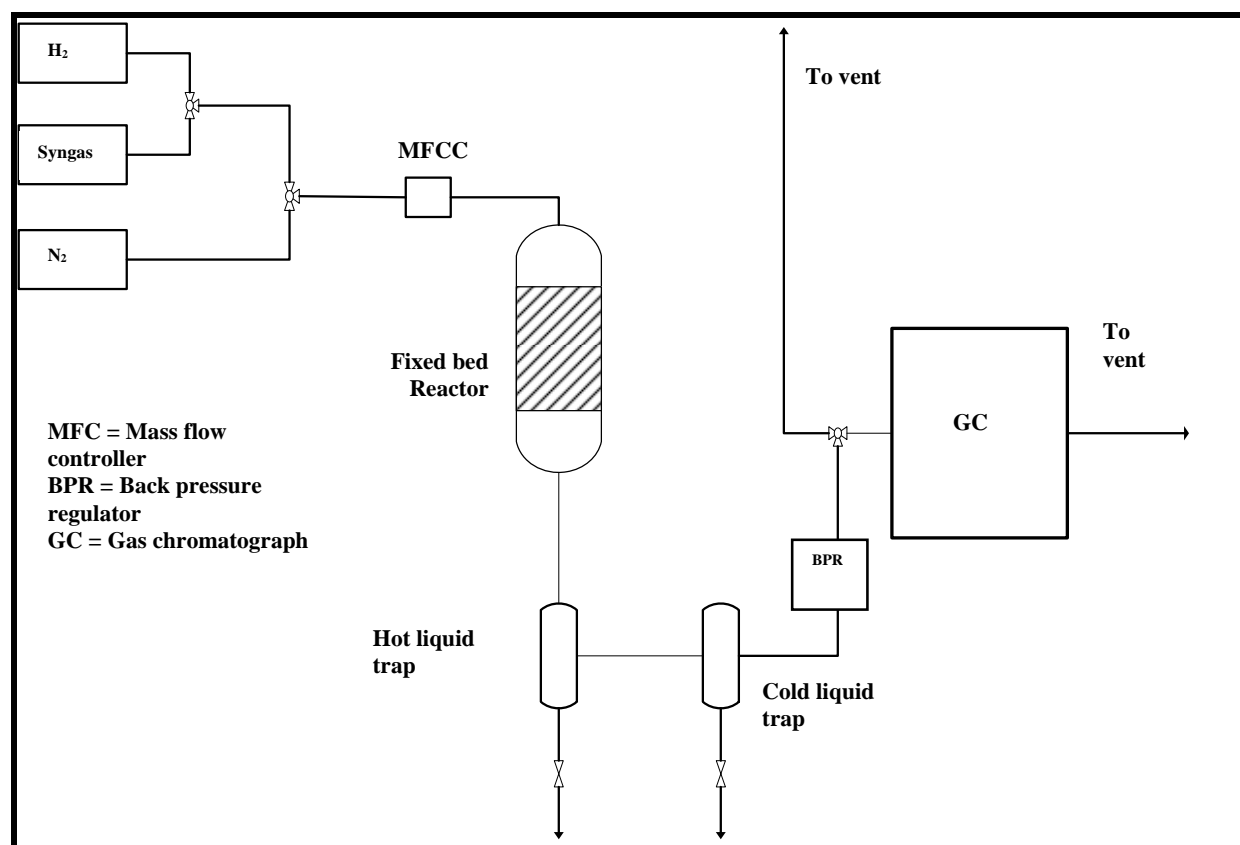 H₂
To vent
Syngas
MFCC
N₂
To
vent
Fixed bed
Reactor
GC
MFC = Mass flow
controller
BPR = Back pressure
regulator
GC = Gas chromatograph
BPR
Hot liquid
trap
Cold liquid
trap